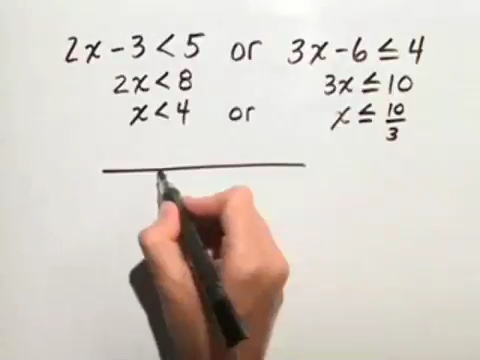 2x - 3 < 5 or 3x - 6 ≤ 4
2x < 8 3x ≤ 10
x < 4 or x ≤ 10/3